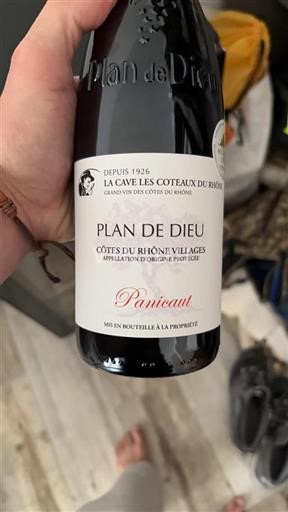 Plan de Dieu
DEPUIS 1926
LA CAVE LES COTEAUX DU RHÔNE
GRAND VIN DES CÔTES DU RHÔNE
PLAN DE DIEU
CÔTES DU RHÔNE VILLAGES
APPELLATION D'ORIGINE PROTÉGÉE
Panicaut
MIS EN BOUTEILLE À LA PROPRIÉTÉ